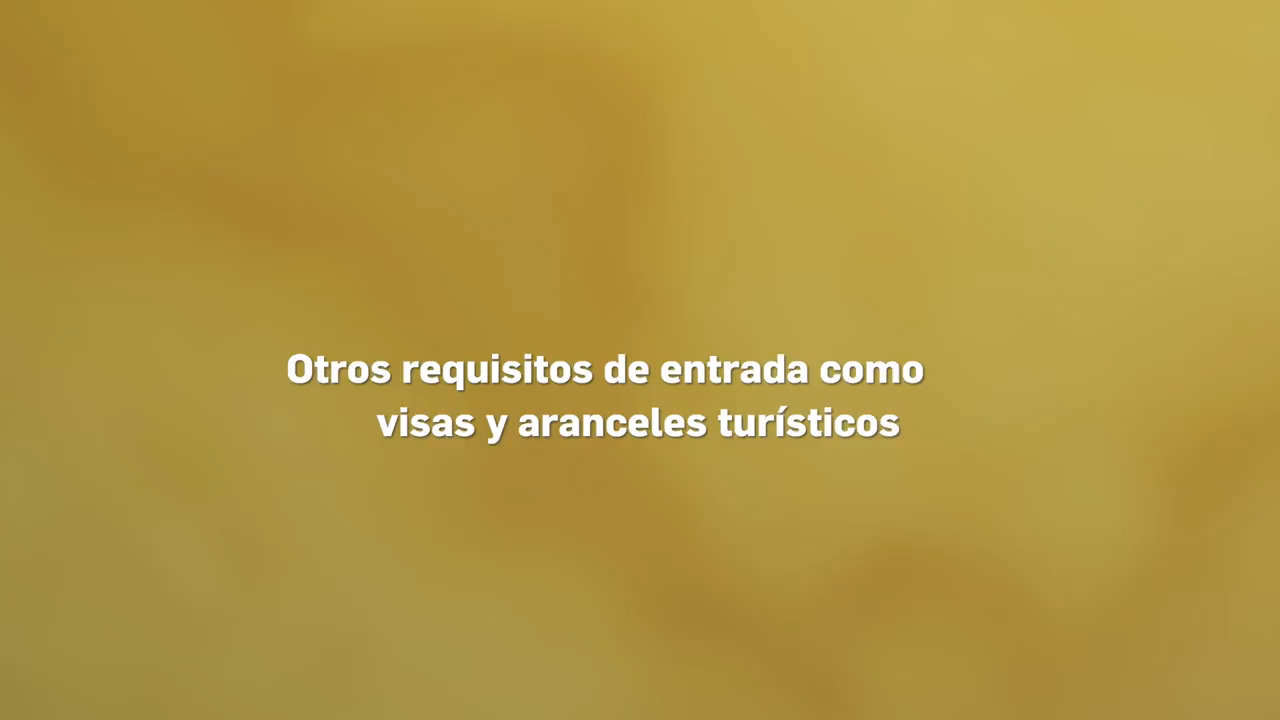 Otros requisitos de entrada como
visas y aranceles turísticos